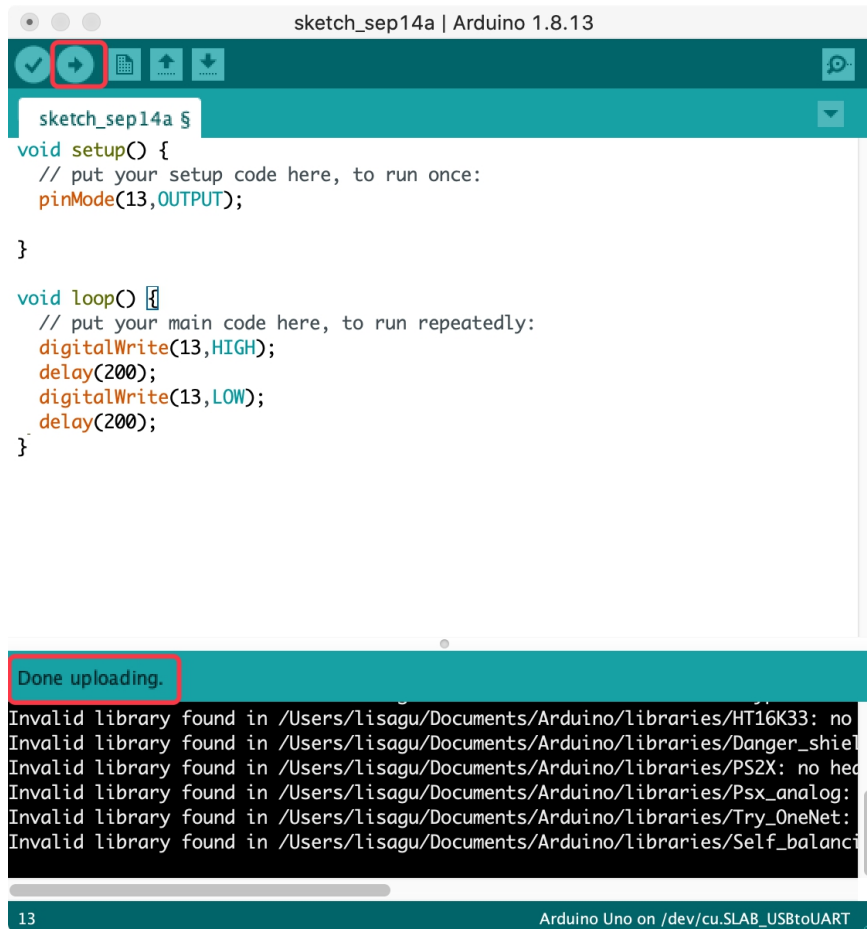 sketch_sep14a | Arduino 1.8.13
sketch_sep14a §
void setup() {
  // put your setup code here, to run once:
  pinMode(13,OUTPUT);
}
void loop() {
  // put your main code here, to run repeatedly:
  digitalWrite(13,HIGH);
  delay(200);
  digitalWrite(13,LOW);
  delay(200);
}
Done uploading.
Invalid library found in /Users/lisagu/Documents/Arduino/libraries/HT16K33: no
Invalid library found in /Users/lisagu/Documents/Arduino/libraries/Danger_shiel
Invalid library found in /Users/lisagu/Documents/Arduino/libraries/PS2X: no hea
Invalid library found in /Users/lisagu/Documents/Arduino/libraries/Psx_analog:
Invalid library found in /Users/lisagu/Documents/Arduino/libraries/Try_OneNet:
Invalid library found in /Users/lisagu/Documents/Arduino/libraries/Self_balanci
13 Arduino Uno on /dev/cu.SLAB_USBtoUART